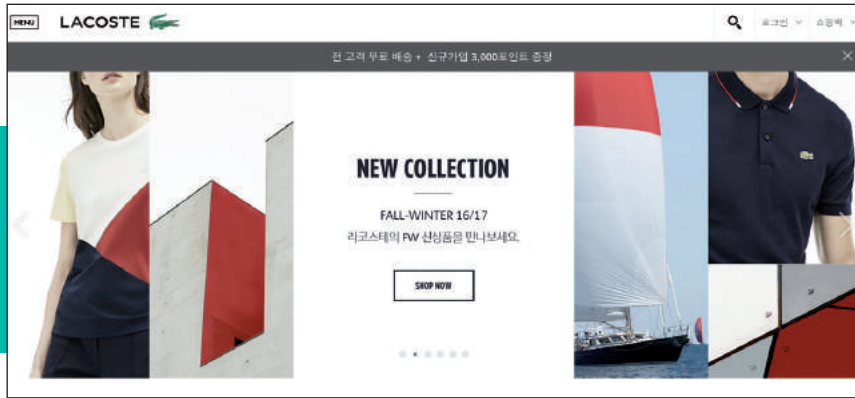 MENU
LACOSTE
로그인
쇼핑백
전 고객 무료 배송 + 신규가입 3,000포인트 증정
NEW COLLECTION
FALL-WINTER 16/17
라코스테의 FW 신상품을 만나보세요.
SHOP NOW